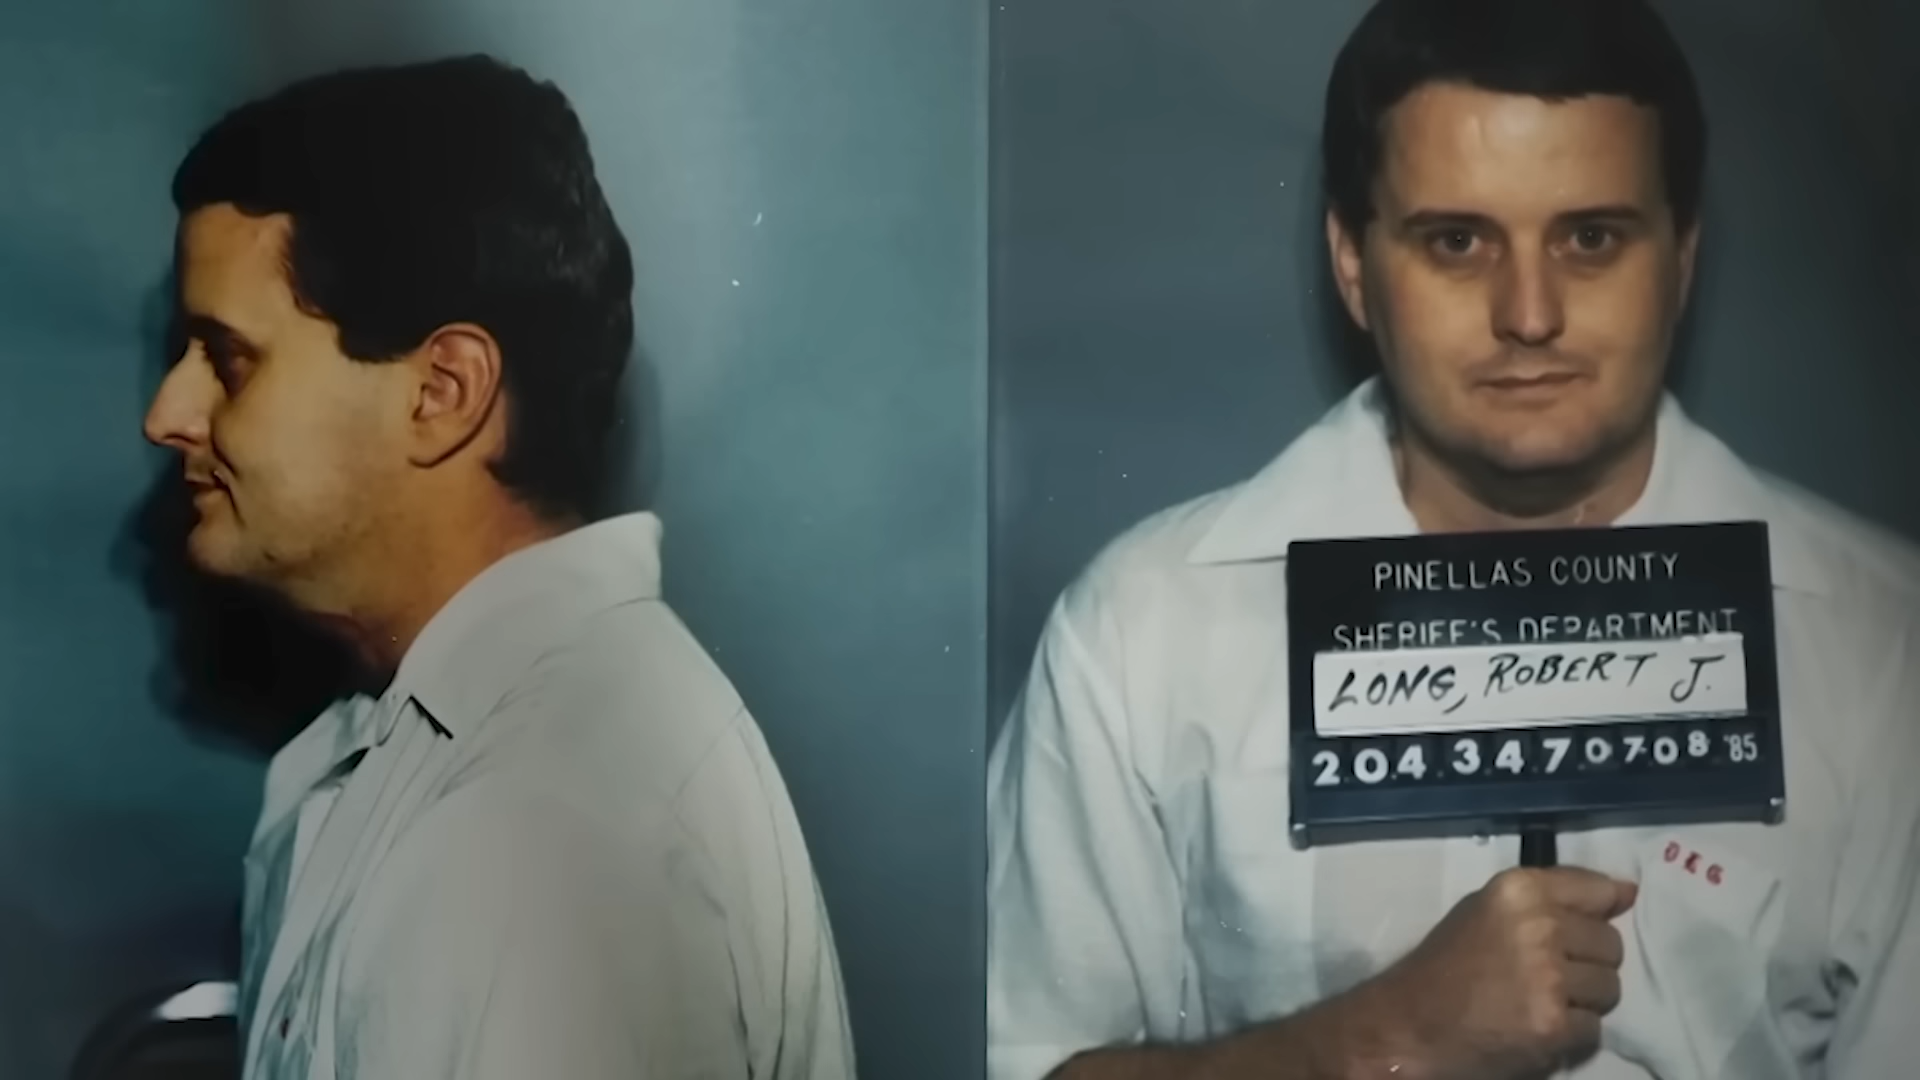 PINELLAS COUNTY
SHERIFF'S DEPARTMENT
LONG, ROBERT J.
204 347 0708 '85